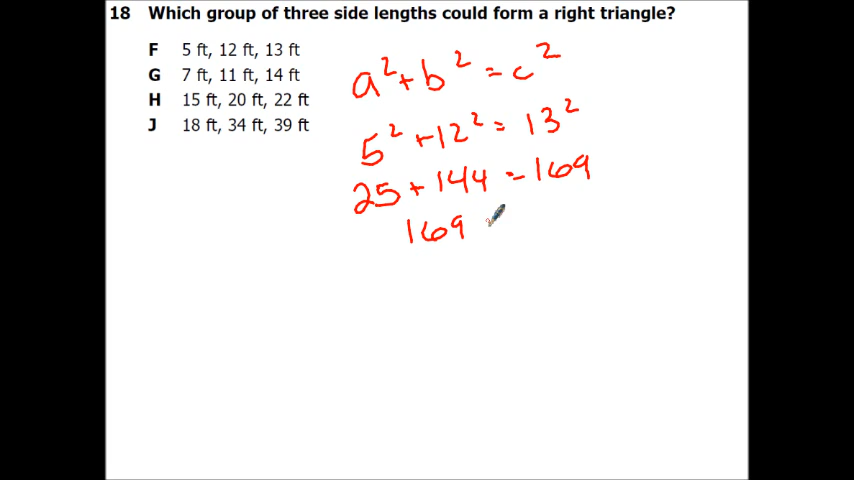 18 Which group of three side lengths could form a right triangle?
F 5 ft, 12 ft, 13 ft
G 7 ft, 11 ft, 14 ft
H 15 ft, 20 ft, 22 ft
J 18 ft, 34 ft, 39 ft
a² + b² = c²
5² + 12² = 13²
25 + 144 = 169
169